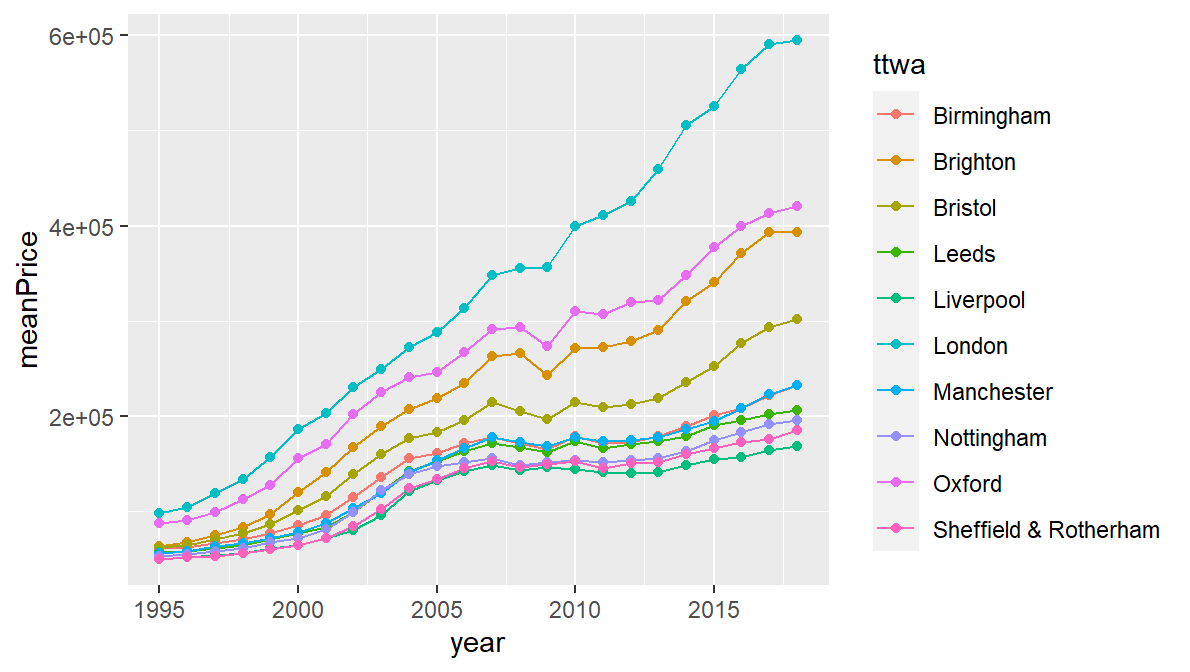 6e+05
4e+05
2e+05
meanPrice
1995 2000 2005 2010 2015
year
ttwa
Birmingham
Brighton
Bristol
Leeds
Liverpool
London
Manchester
Nottingham
Oxford
Sheffield & Rotherham